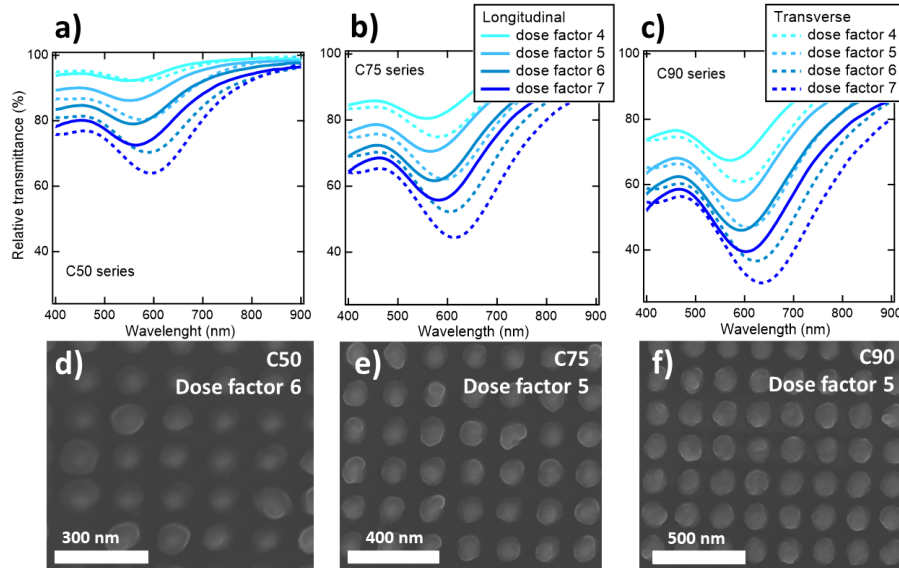 a)
b)
c)
Longitudinal
dose factor 4
dose factor 5
dose factor 6
dose factor 7
Transverse
dose factor 4
dose factor 5
dose factor 6
dose factor 7
Relative transmittance (%)
100
80
60
40
C50 series
400 500 600 700 800 900
Wavelenght (nm)
100
80
60
40
C75 series
400 500 600 700 800 900
Wavelength (nm)
100
80
60
40
C90 series
400 500 600 700 800 900
Wavelength (nm)
d)
C50
Dose factor 6
300 nm
e)
C75
Dose factor 5
400 nm
f)
C90
Dose factor 5
500 nm